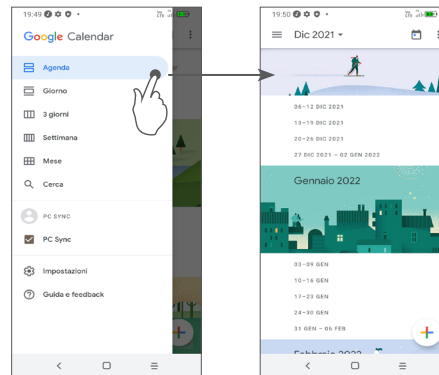 19:49
Google Calendar
Agenda
Giorno
3 giorni
Settimana
Mese
Cerca
PC SYNC
PC Sync
Impostazioni
Guida e feedback
19:50
Dic 2021
06–12 DIC 2021
13–19 DIC 2021
20–26 DIC 2021
27 DIC 2021 – 02 GEN 2022
Gennaio 2022
03–09 GEN
10–16 GEN
17–23 GEN
24–30 GEN
31 GEN – 06 FEB
Febbraio 2022